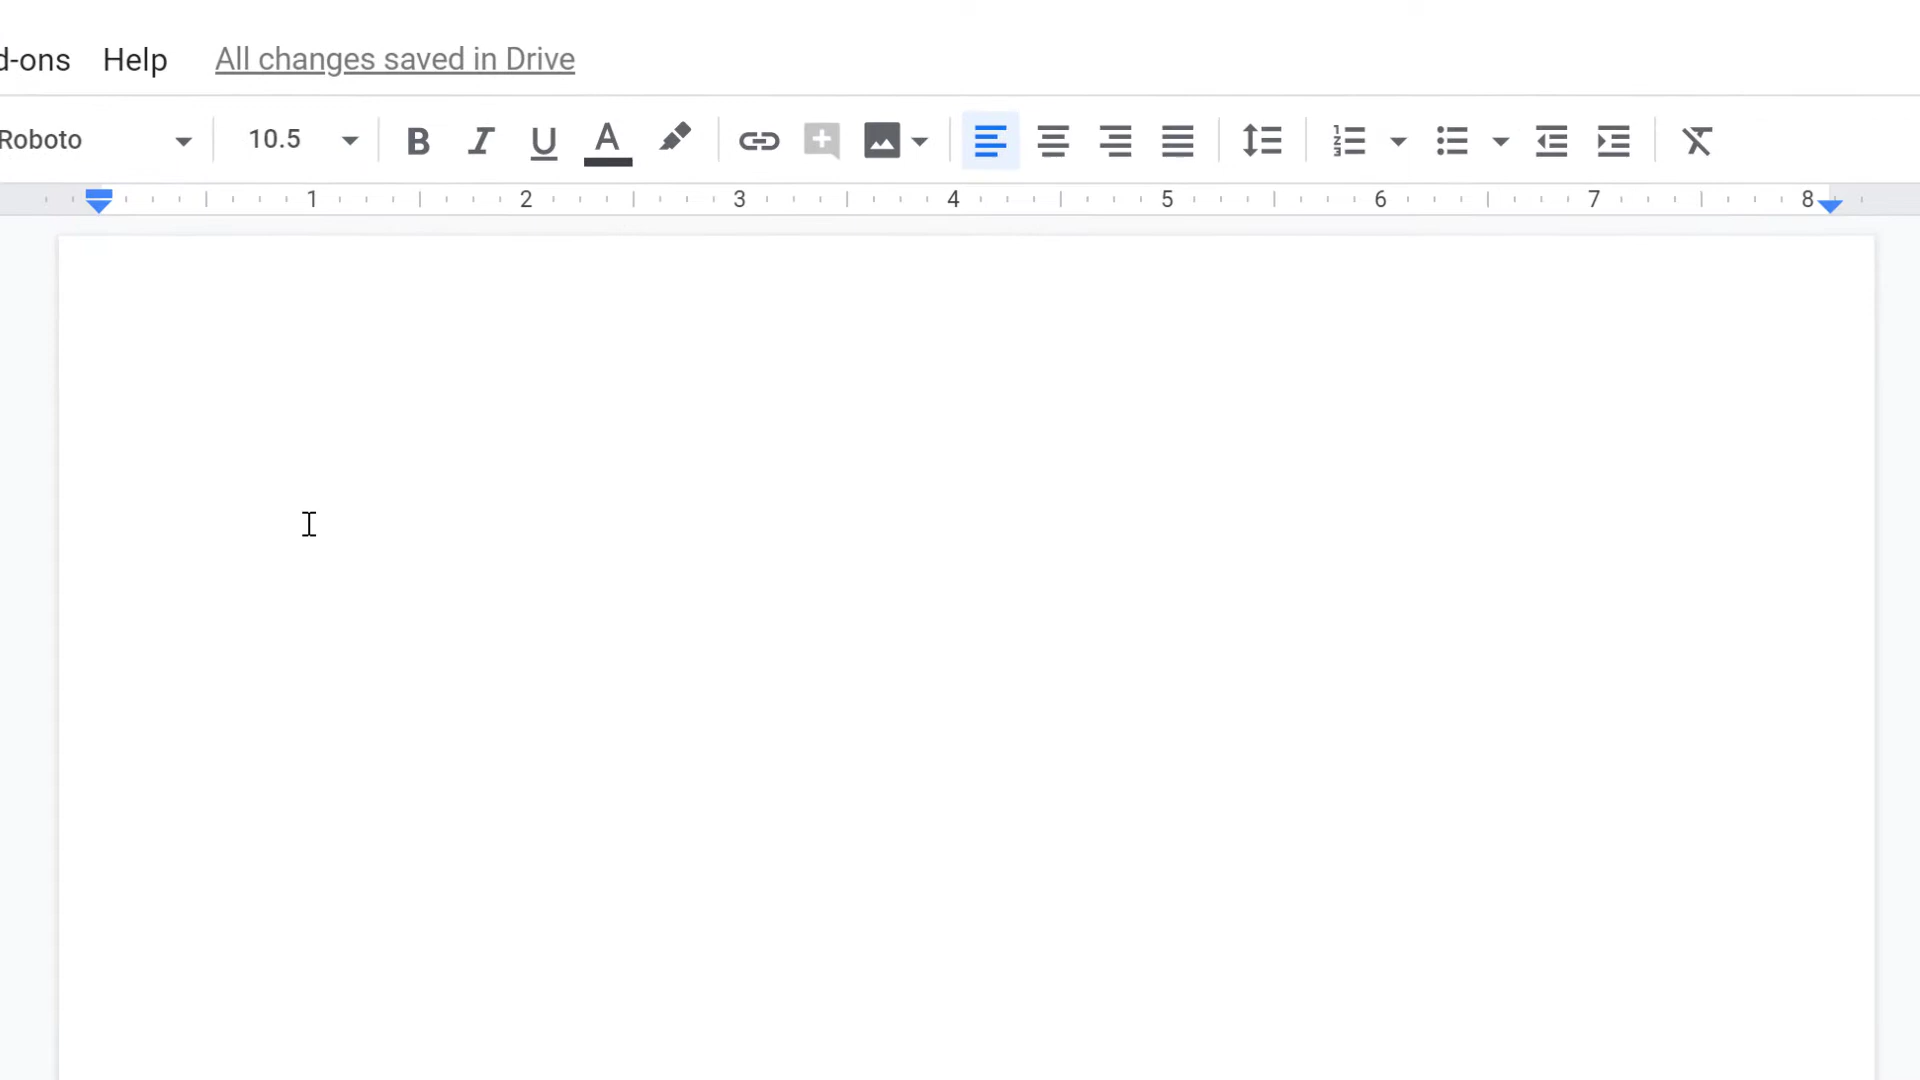 d-ons Help All changes saved in Drive
Roboto 10.5 B I U A
1 2 3 4 5 6 7 8